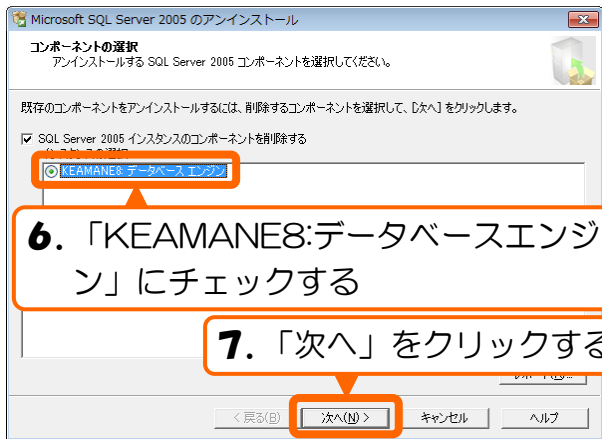 Microsoft SQL Server 2005 のアンインストール
コンポーネントの選択
アンインストールする SQL Server 2005 コンポーネントを選択してください。
既存のコンポーネントをアンインストールするには、削除するコンポーネントを選択して、[次へ] をクリックします。
SQL Server 2005 インスタンスのコンポーネントを削除する
KEAMANE8: データベース エンジン
6. 「KEAMANE8:データベースエンジ
ン」にチェックする
7. 「次へ」をクリックする
< 戻る(B)
次へ(N) >
キャンセル
ヘルプ